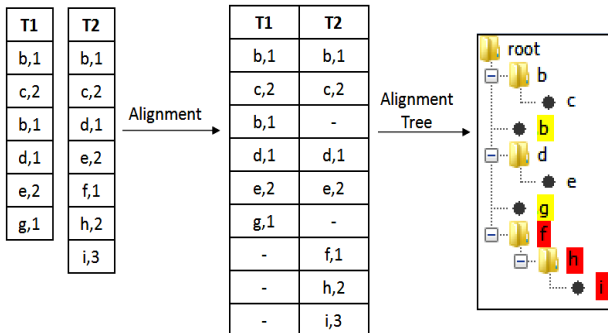 T1 T2 T1 T2
b,1 b,1 b,1 b,1 root
c,2 c,2 c,2 c,2 b
b,1 d,1 Alignment b,1 - Alignment Tree c
d,1 e,2 d,1 d,1 b
e,2 f,1 e,2 e,2 d
g,1 h,2 g,1 - e
i,3 - f,1 g
- h,2 f
- i,3 h
i